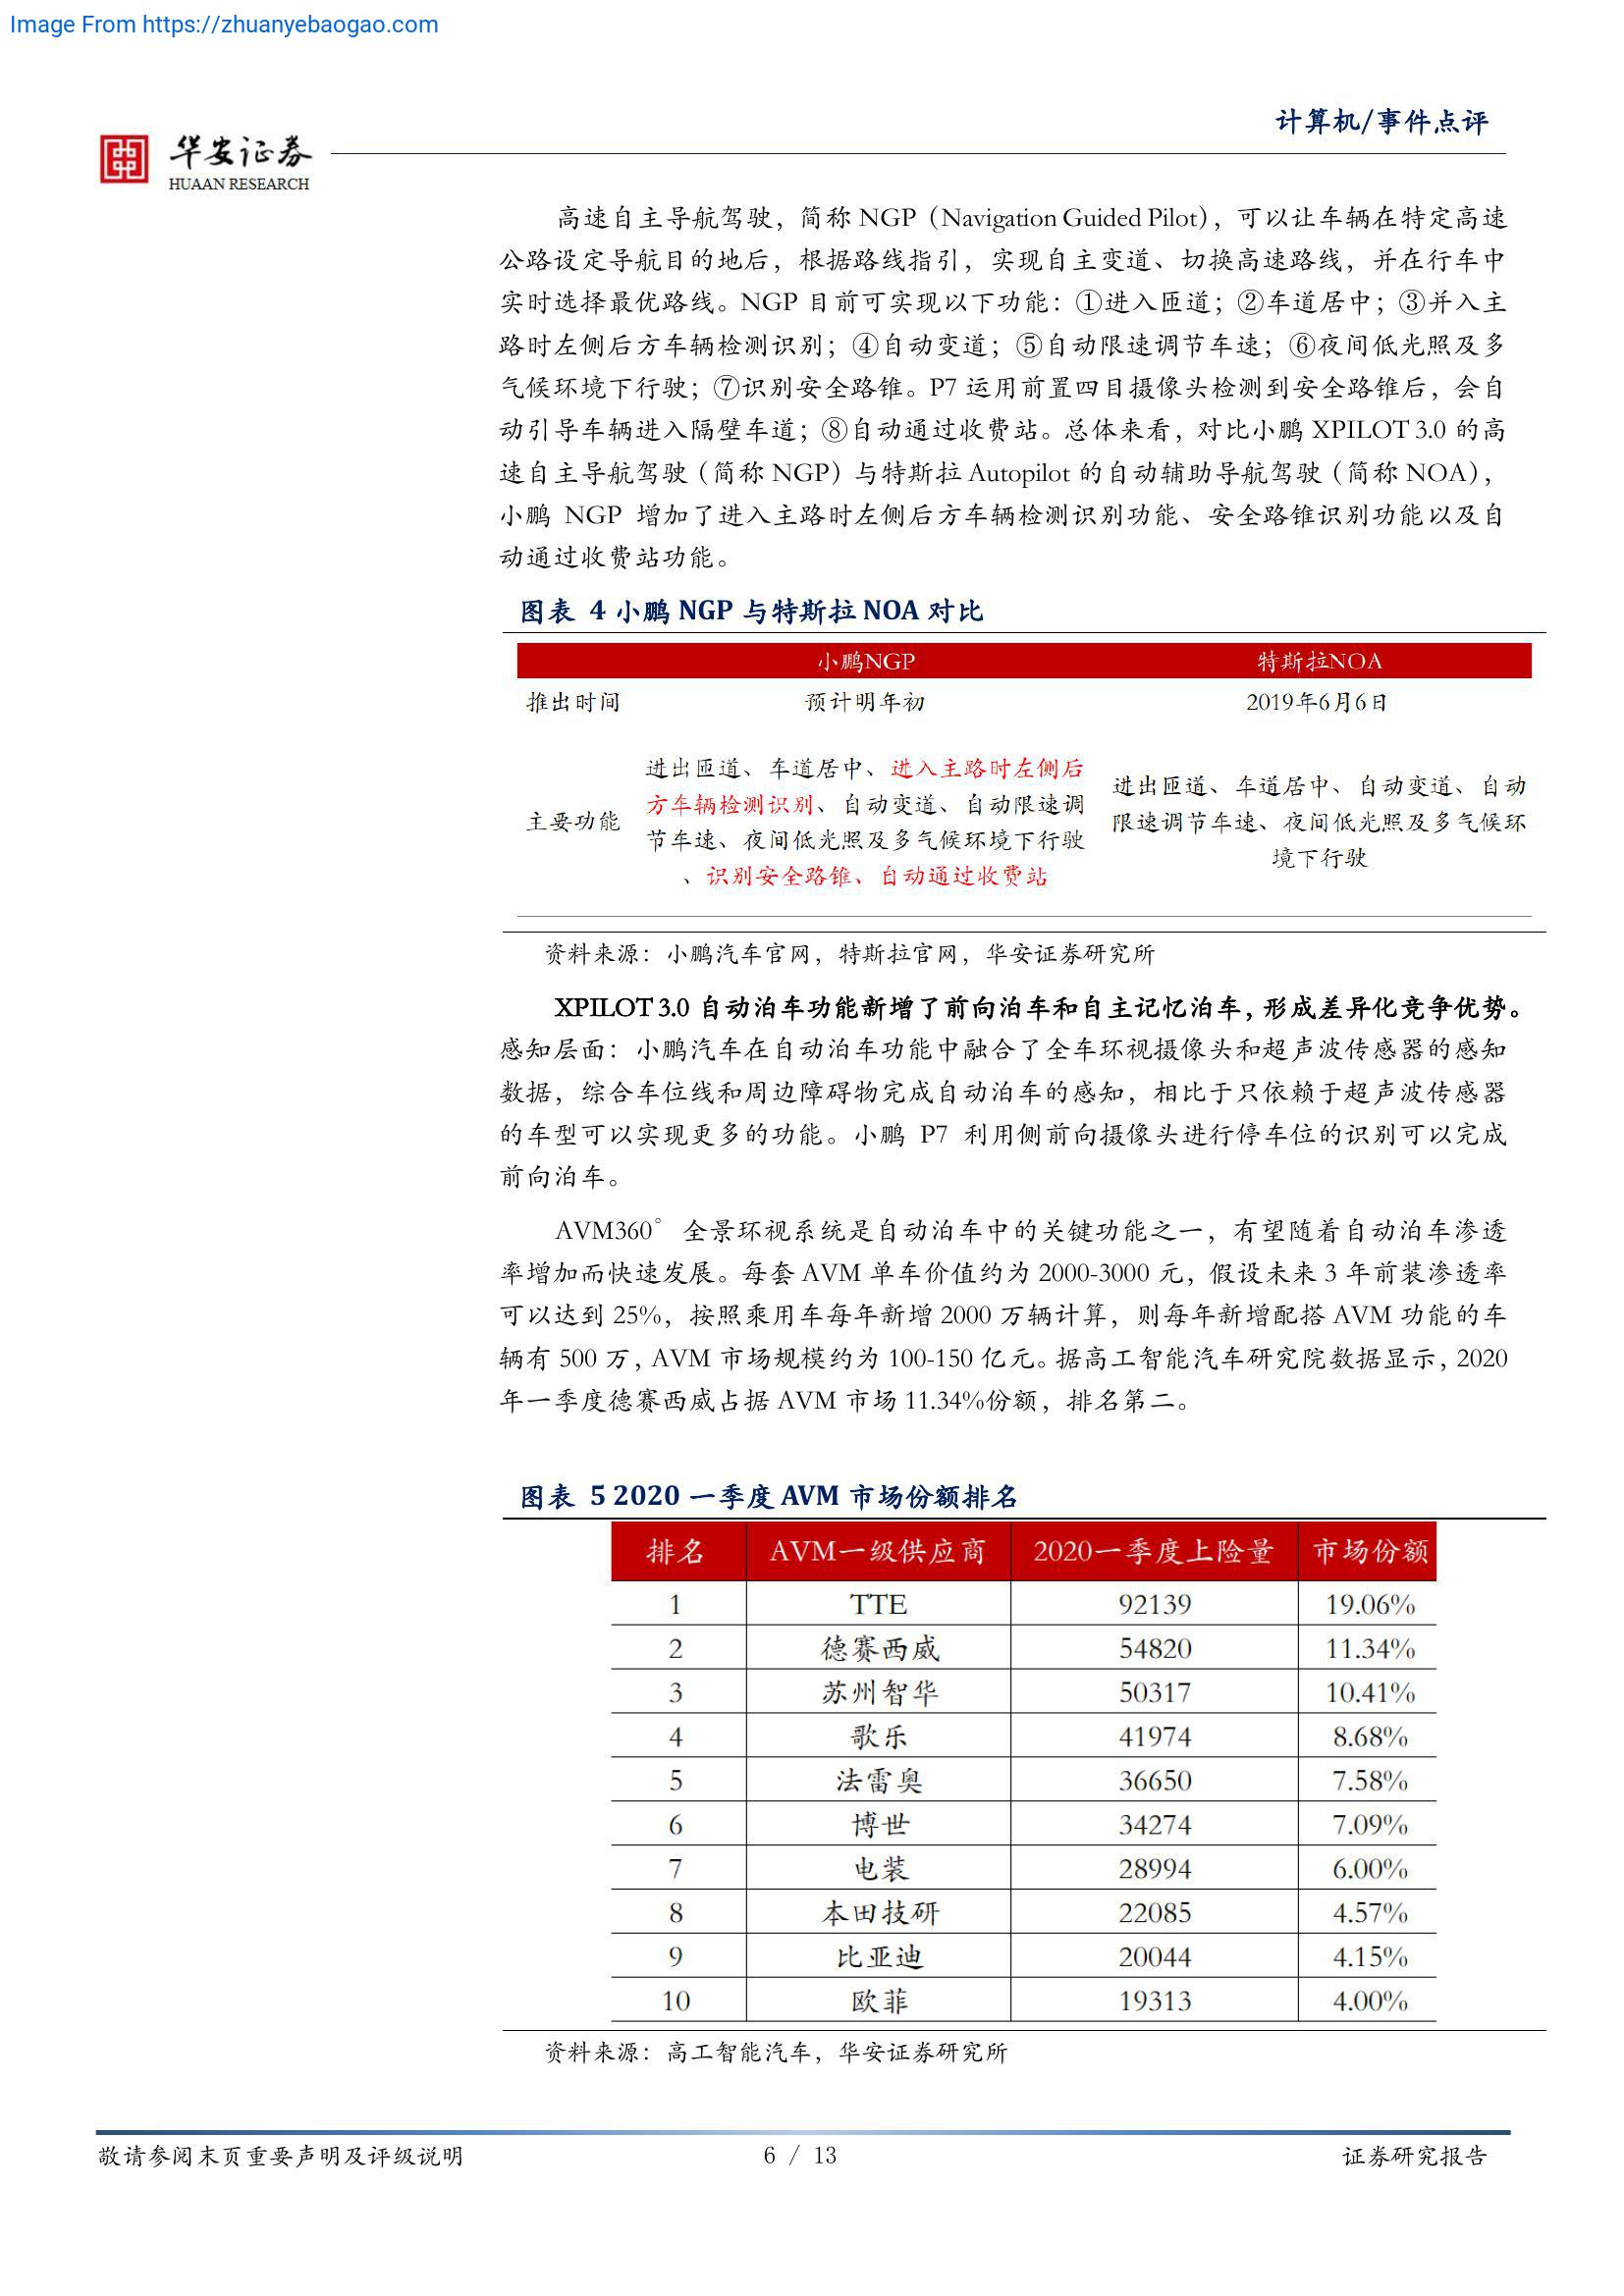 Image From https://zhuanyebaogao.com
计算机/事件点评
华安证券
HUAAN RESEARCH
高速自主导航驾驶，简称 NGP（Navigation Guided Pilot），可以让车辆在特定高速
公路设定导航目的地后，根据路线指引，实现自主变道、切换高速路线，并在行车中
实时选择最优路线。NGP 目前可实现以下功能：①进入匝道；②车道居中；③并入主
路时左侧后方车辆检测识别；④自动变道；⑤自动限速调节车速；⑥夜间低光照及多
气候环境下行驶；⑦识别安全路锥。P7 运用前置四目摄像头检测到安全路锥后，会自
动引导车辆进入隔壁车道；⑧自动通过收费站。总体来看，对比小鹏 XPILOT 3.0 的高
速自主导航驾驶（简称 NGP）与特斯拉 Autopilot 的自动辅助导航驾驶（简称 NOA），
小鹏 NGP 增加了进入主路时左侧后方车辆检测识别功能、安全路锥识别功能以及自
动通过收费站功能。
图表 4 小鹏 NGP 与特斯拉 NOA 对比
小鹏NGP 特斯拉NOA
推出时间 预计明年初 2019年6月6日
主要功能
进出匝道、车道居中、进入主路时左侧后
方车辆检测识别、自动变道、自动限速调
节车速、夜间低光照及多气候环境下行驶
、识别安全路锥、自动通过收费站
进出匝道、车道居中、自动变道、自动
限速调节车速、夜间低光照及多气候环
境下行驶
资料来源：小鹏汽车官网，特斯拉官网，华安证券研究所
XPILOT 3.0 自动泊车功能新增了前向泊车和自主记忆泊车，形成差异化竞争优势。
感知层面：小鹏汽车在自动泊车功能中融合了全车环视摄像头和超声波传感器的感知
数据，综合车位线和周边障碍物完成自动泊车的感知，相比于只依赖于超声波传感器
的车型可以实现更多的功能。小鹏 P7 利用侧前向摄像头进行停车位的识别可以完成
前向泊车。
AVM360° 全景环视系统是自动泊车中的关键功能之一，有望随着自动泊车渗透
率增加而快速发展。每套 AVM 单车价值约为 2000-3000 元，假设未来 3 年前装渗透率
可以达到 25%，按照乘用车每年新增 2000 万辆计算，则每年新增配搭 AVM 功能的车
辆有 500 万，AVM 市场规模约为 100-150 亿元。据高工智能汽车研究院数据显示，2020
年一季度德赛西威占据 AVM 市场 11.34%份额，排名第二。
图表 5 2020 一季度 AVM 市场份额排名
排名 AVM一级供应商 2020一季度上险量 市场份额
1 TTE 92139 19.06%
2 德赛西威 54820 11.34%
3 苏州智华 50317 10.41%
4 歌乐 41974 8.68%
5 法雷奥 36650 7.58%
6 博世 34274 7.09%
7 电装 28994 6.00%
8 本田技研 22085 4.57%
9 比亚迪 20044 4.15%
10 欧菲 19313 4.00%
资料来源：高工智能汽车，华安证券研究所
敬请参阅末页重要声明及评级说明 6 / 13 证券研究报告